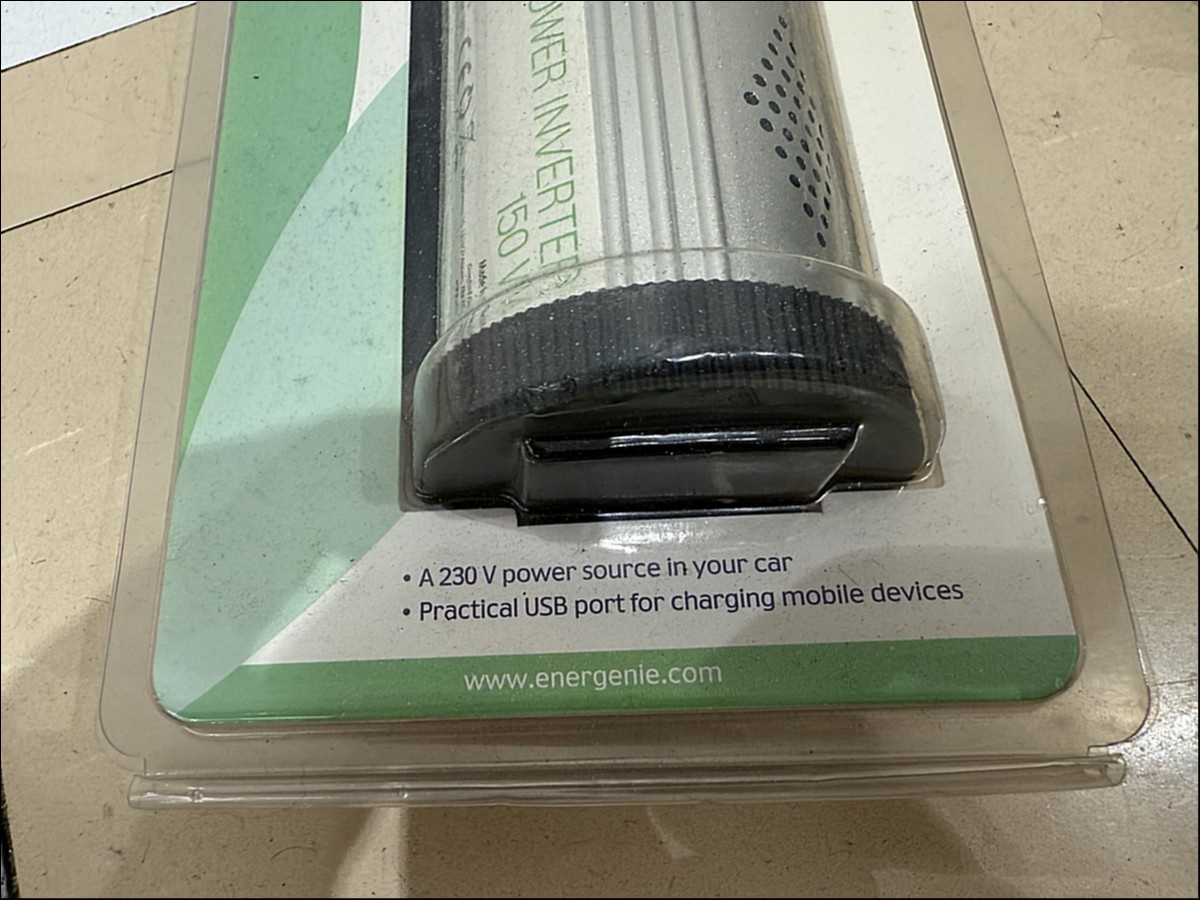 OWER INVERTER
150 W
Model
• A 230 V power source in your car
• Practical USB port for charging mobile devices
www.energenie.com